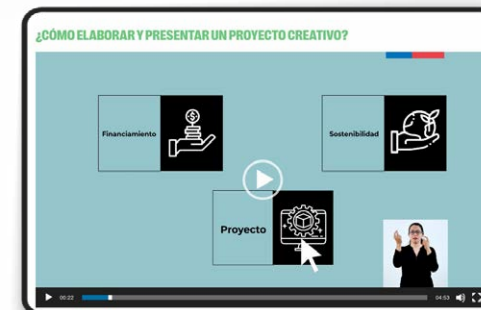 ¿CÓMO ELABORAR Y PRESENTAR UN PROYECTO CREATIVO?
Financiamiento
Sostenibilidad
Proyecto
00:22
04:53